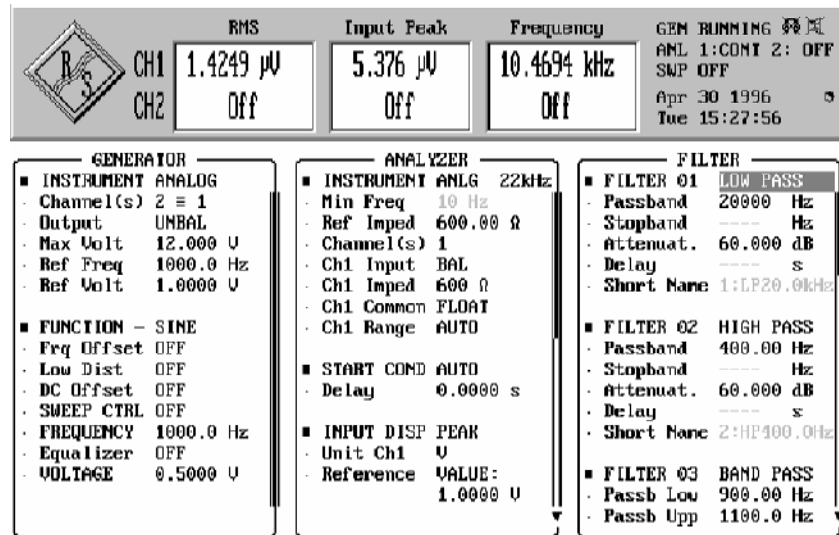 RMS Input Peak Frequency
R S
CH1 1.4249 µV 5.376 µV 10.4694 kHz
CH2 Off Off Off
GEN RUNNING
ANL 1:CONT 2: OFF
SWP OFF
Apr 30 1996
Tue 15:27:56
GENERATOR
INSTRUMENT ANALOG
Channel(s) 2 ≡ 1
Output UNBAL
Max Volt 12.000 V
Ref Freq 1000.0 Hz
Ref Volt 1.0000 V
FUNCTION – SINE
Frq Offset OFF
Low Dist OFF
DC Offset OFF
SWEEP CTRL OFF
FREQUENCY 1000.0 Hz
Equalizer OFF
VOLTAGE 0.5000 V
ANALYZER
INSTRUMENT ANLG 22kHz
Min Freq 10 Hz
Ref Imped 600.00 Ω
Channel(s) 1
Ch1 Input BAL
Ch1 Imped 600 Ω
Ch1 Common FLOAT
Ch1 Range AUTO
START COND AUTO
Delay 0.0000 s
INPUT DISP PEAK
Unit Ch1 V
Reference VALUE:
1.0000 V
FILTER
FILTER 01 LOW PASS
Passband 20000 Hz
Stopband ---- Hz
Attenuat. 60.000 dB
Delay ---- s
Short Name 1:LP20.0kHz
FILTER 02 HIGH PASS
Passband 400.00 Hz
Stopband ---- Hz
Attenuat. 60.000 dB
Delay ---- s
Short Name 2:HP400.0Hz
FILTER 03 BAND PASS
Passb Low 900.00 Hz
Passb Upp 1100.0 Hz